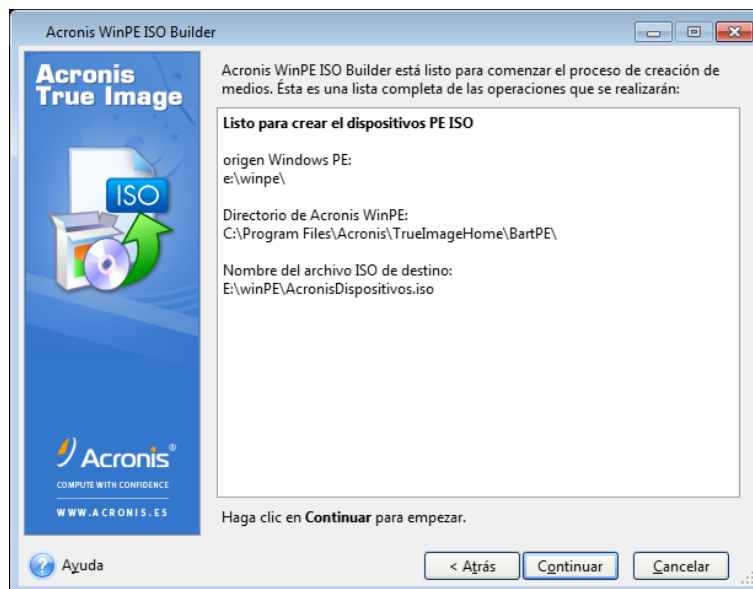 Acronis WinPE ISO Builder
Acronis
True Image
ISO
Acronis®
COMPUTE WITH CONFIDENCE
WWW.ACRONIS.ES
Acronis WinPE ISO Builder está listo para comenzar el proceso de creación de
medios. Ésta es una lista completa de las operaciones que se realizarán:
Listo para crear el dispositivos PE ISO
origen Windows PE:
e:\winpe\
Directorio de Acronis WinPE:
C:\Program Files\Acronis\TrueImageHome\BartPE\
Nombre del archivo ISO de destino:
E:\winPE\AcronisDispositivos.iso
Haga clic en Continuar para empezar.
Ayuda
< Atrás
Continuar
Cancelar